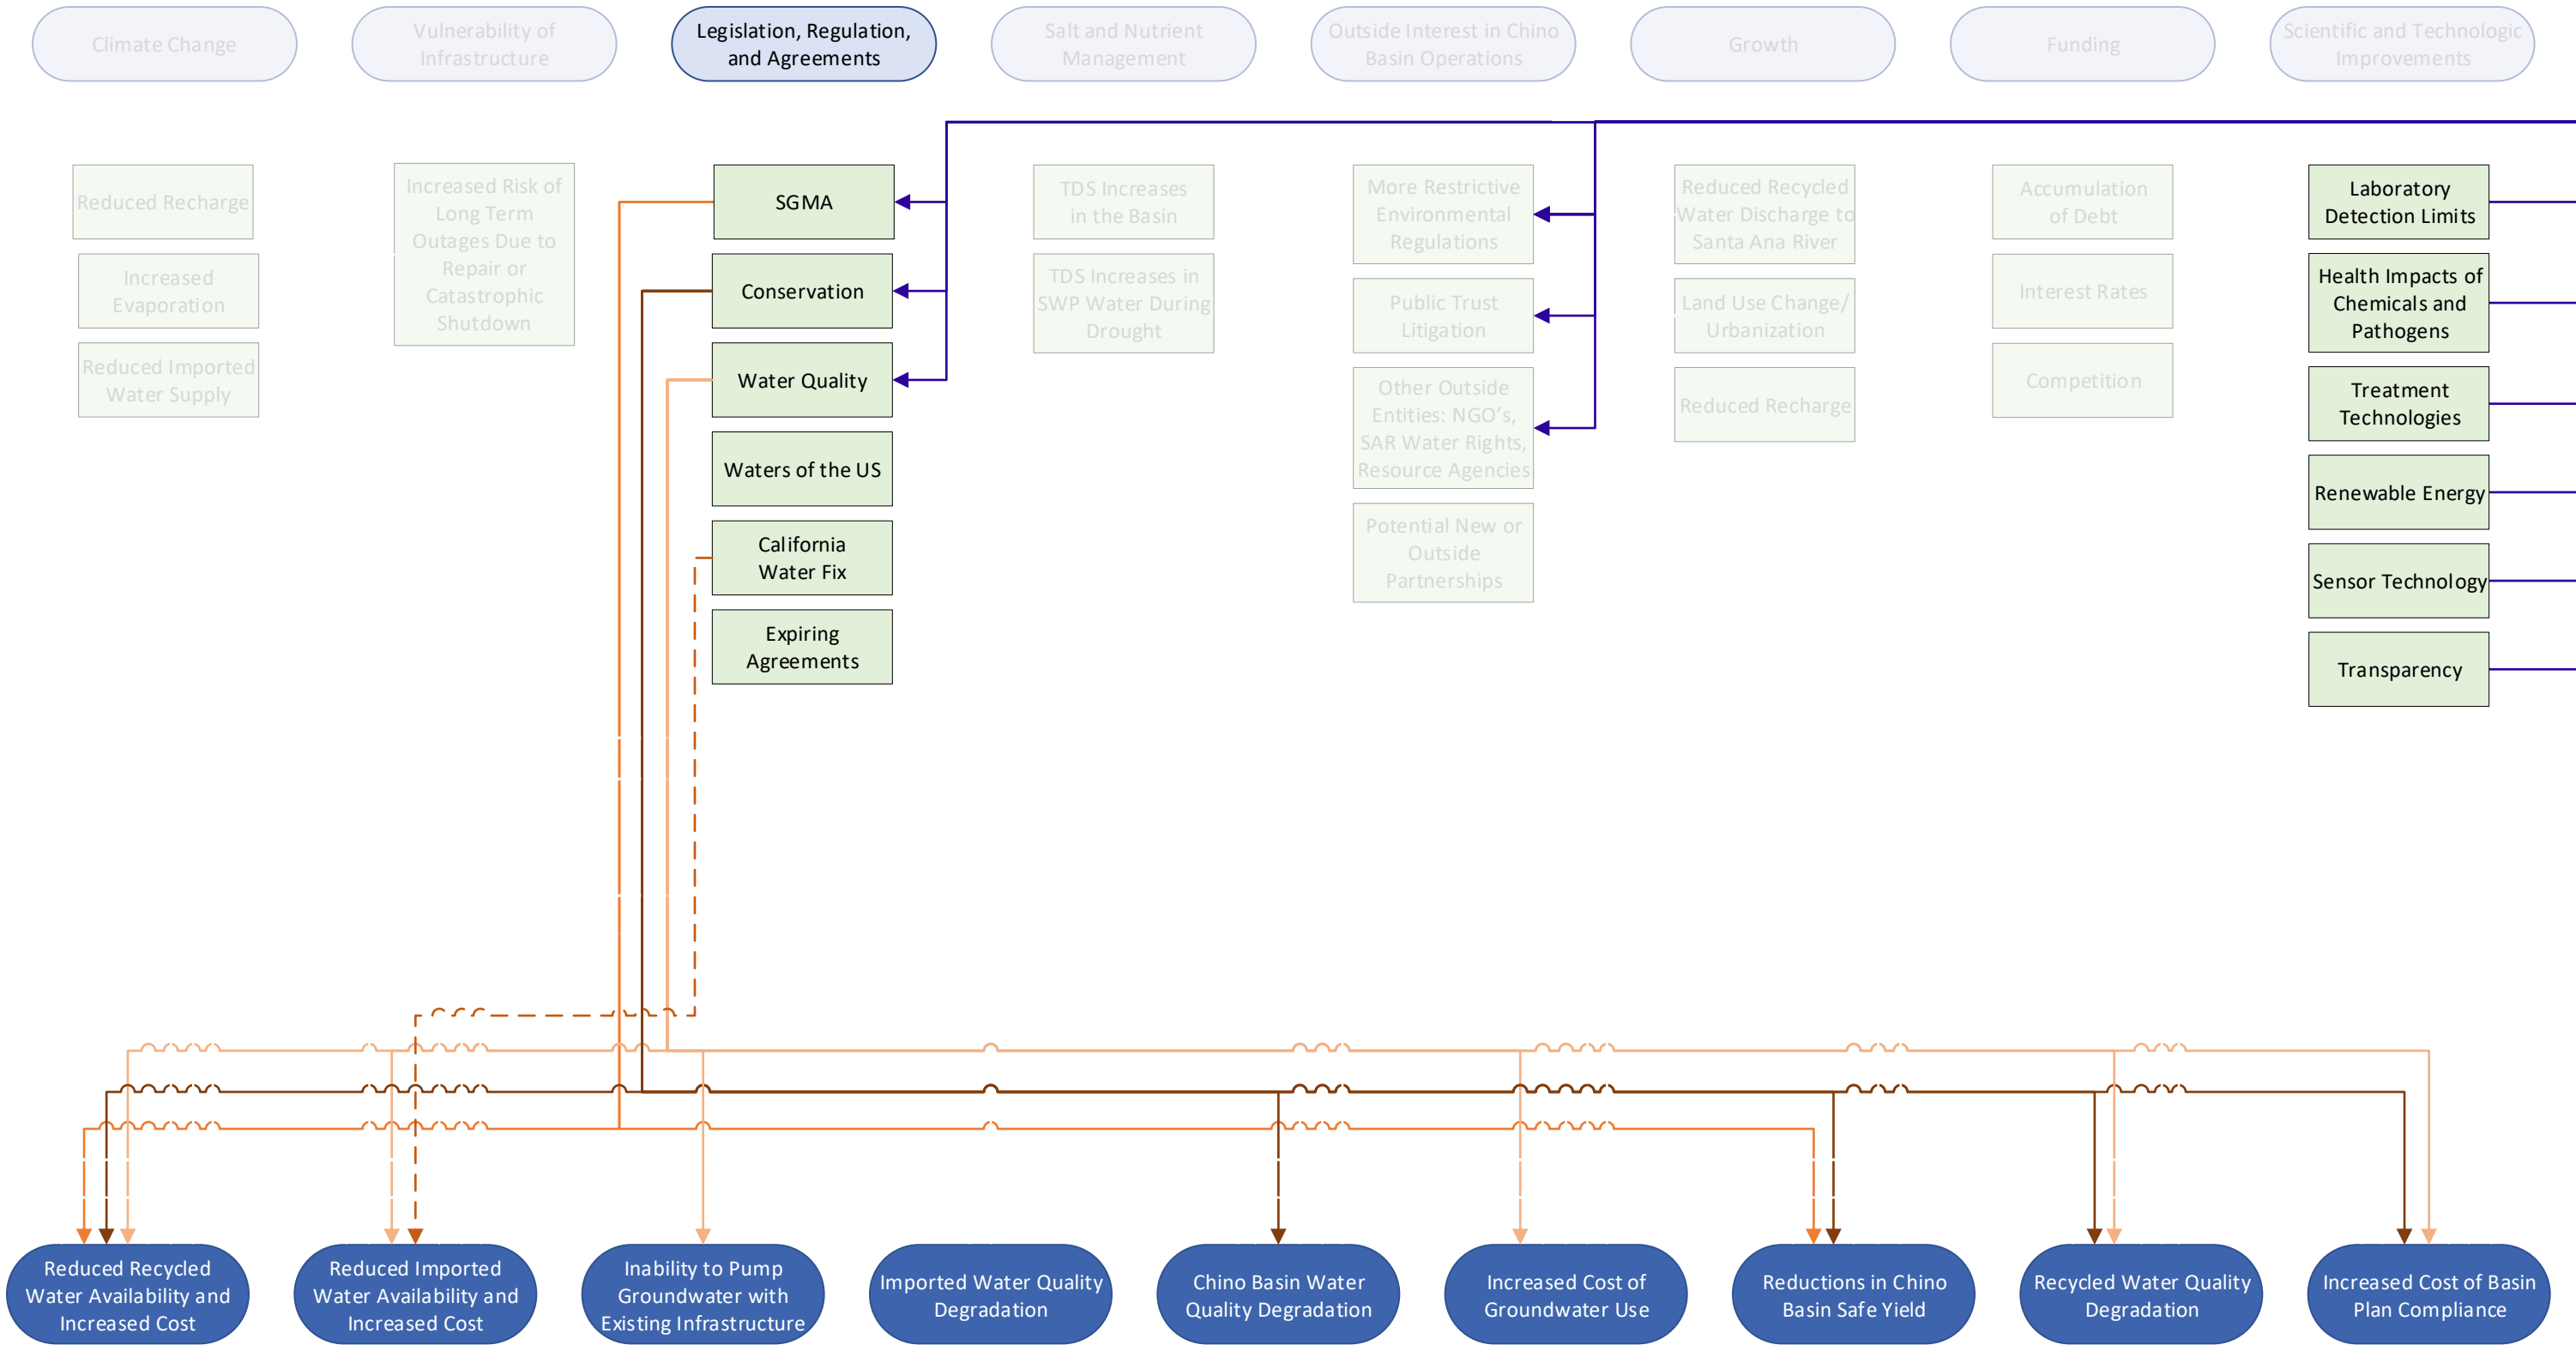 Climate Change
Vulnerability of
Infrastructure
Legislation, Regulation,
and Agreements
Salt and Nutrient
Management
Outside Interest in Chino
Basin Operations
Growth
Funding
Scientific and Technologic
Improvements
Reduced Recharge
Increased
Evaporation
Reduced Imported
Water Supply
Increased Risk of
Long Term
Outages Due to
Repair or
Catastrophic
Shutdown
SGMA
Conservation
Water Quality
Waters of the US
California
Water Fix
Expiring
Agreements
TDS Increases
in the Basin
TDS Increases in
SWP Water During
Drought
More Restrictive
Environmental
Regulations
Public Trust
Litigation
Other Outside
Entities: NGO’s,
SAR Water Rights,
Resource Agencies
Potential New or
Outside
Partnerships
Reduced Recycled
Water Discharge to
Santa Ana River
Land Use Change/
Urbanization
Reduced Recharge
Accumulation
of Debt
Interest Rates
Competition
Laboratory
Detection Limits
Health Impacts of
Chemicals and
Pathogens
Treatment
Technologies
Renewable Energy
Sensor Technology
Transparency
Reduced Recycled
Water Availability and
Increased Cost
Reduced Imported
Water Availability and
Increased Cost
Inability to Pump
Groundwater with
Existing Infrastructure
Imported Water Quality
Degradation
Chino Basin Water
Quality Degradation
Increased Cost of
Groundwater Use
Reductions in Chino
Basin Safe Yield
Recycled Water Quality
Degradation
Increased Cost of Basin
Plan Compliance